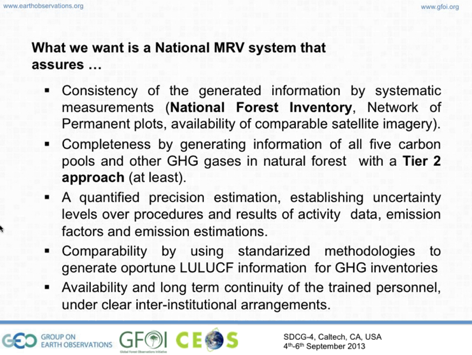 www.earthobservations.org
www.gfoi.org
What we want is a National MRV system that
assures …
▪ Consistency of the generated information by systematic
measurements (National Forest Inventory, Network of
Permanent plots, availability of comparable satellite imagery).
▪ Completeness by generating information of all five carbon
pools and other GHG gases in natural forest with a Tier 2
approach (at least).
▪ A quantified precision estimation, establishing uncertainty
levels over procedures and results of activity data, emission
factors and emission estimations.
▪ Comparability by using standarized methodologies to
generate oportune LULUCF information for GHG inventories
▪ Availability and long term continuity of the trained personnel,
under clear inter-institutional arrangements.
GEO GROUP ON
EARTH OBSERVATIONS
GFOI
Global Forest Observations Initiative
CEOS
SDCG-4, Caltech, CA, USA
4th-6th September 2013